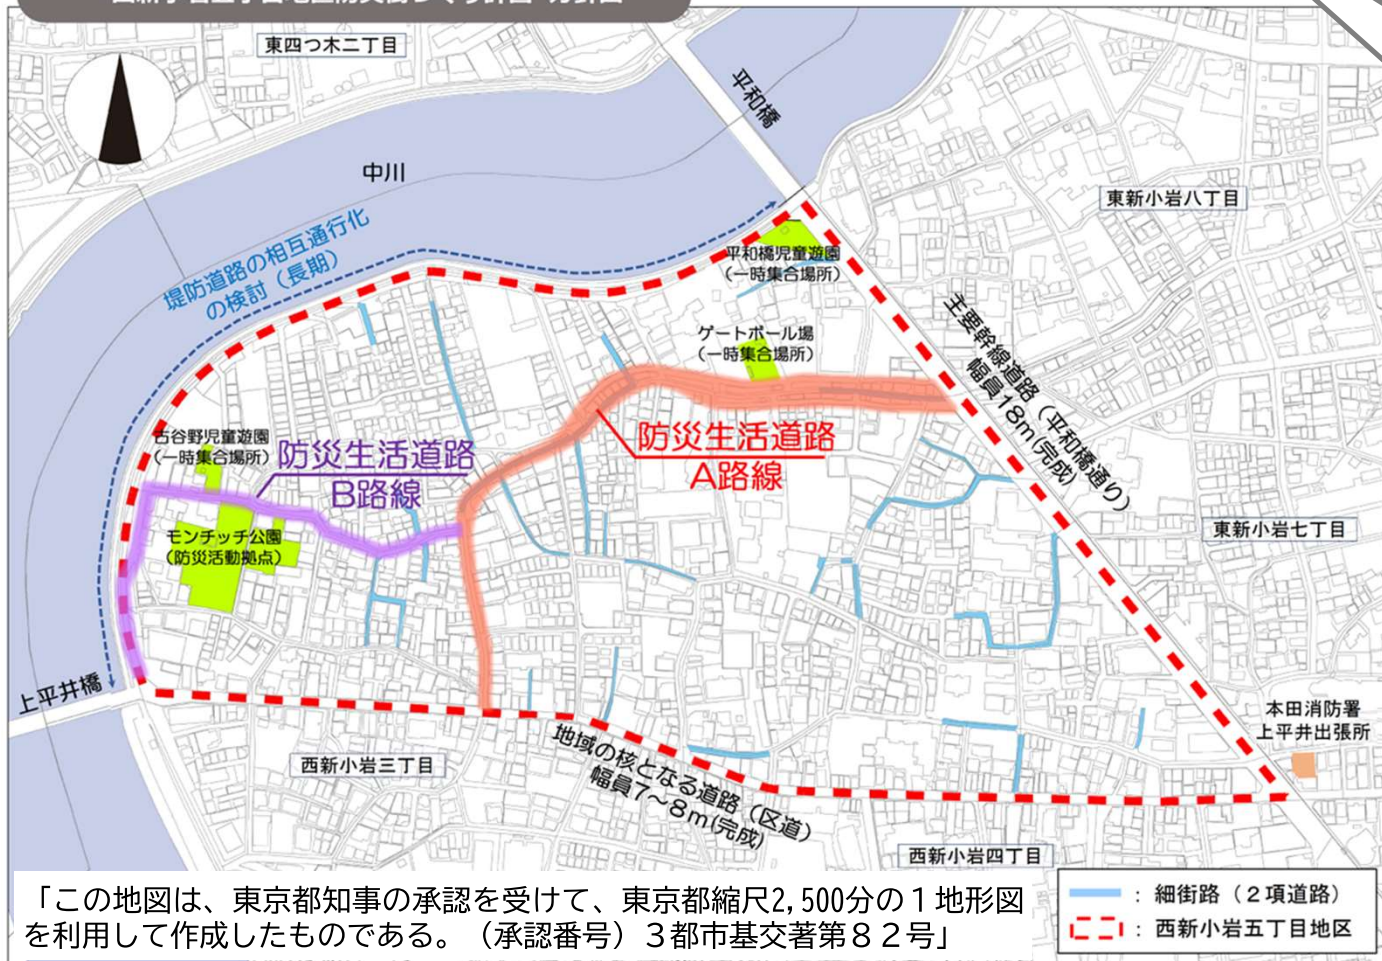 東四つ木二丁目
平和橋
中川
東新小岩八丁目
堤防道路の相互通行化
の検討（長期）
平和橋児童遊園
（一時集合場所）
主要幹線道路（平和橋通り）
幅員18m(完成)
ゲートボール場
（一時集合場所）
古谷野児童遊園
（一時集合場所）
防災生活道路
B路線
防災生活道路
A路線
モンチッチ公園
（防災活動拠点）
東新小岩七丁目
上平井橋
本田消防署
上平井出張所
西新小岩三丁目
地域の核となる道路（区道）
幅員7～8m(完成)
西新小岩四丁目
「この地図は、東京都知事の承認を受けて、東京都縮尺2,500分の１地形図
を利用して作成したものである。（承認番号）３都市基交著第８２号」
：細街路（２項道路）
：西新小岩五丁目地区